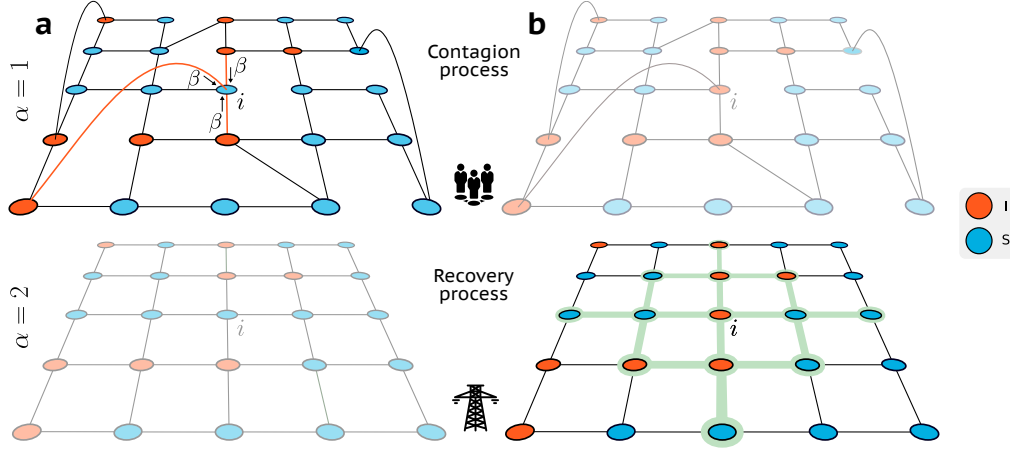 a
b
α = 1
Contagion
process
β
β
β
i
i
I
S
α = 2
Recovery
process
i
i